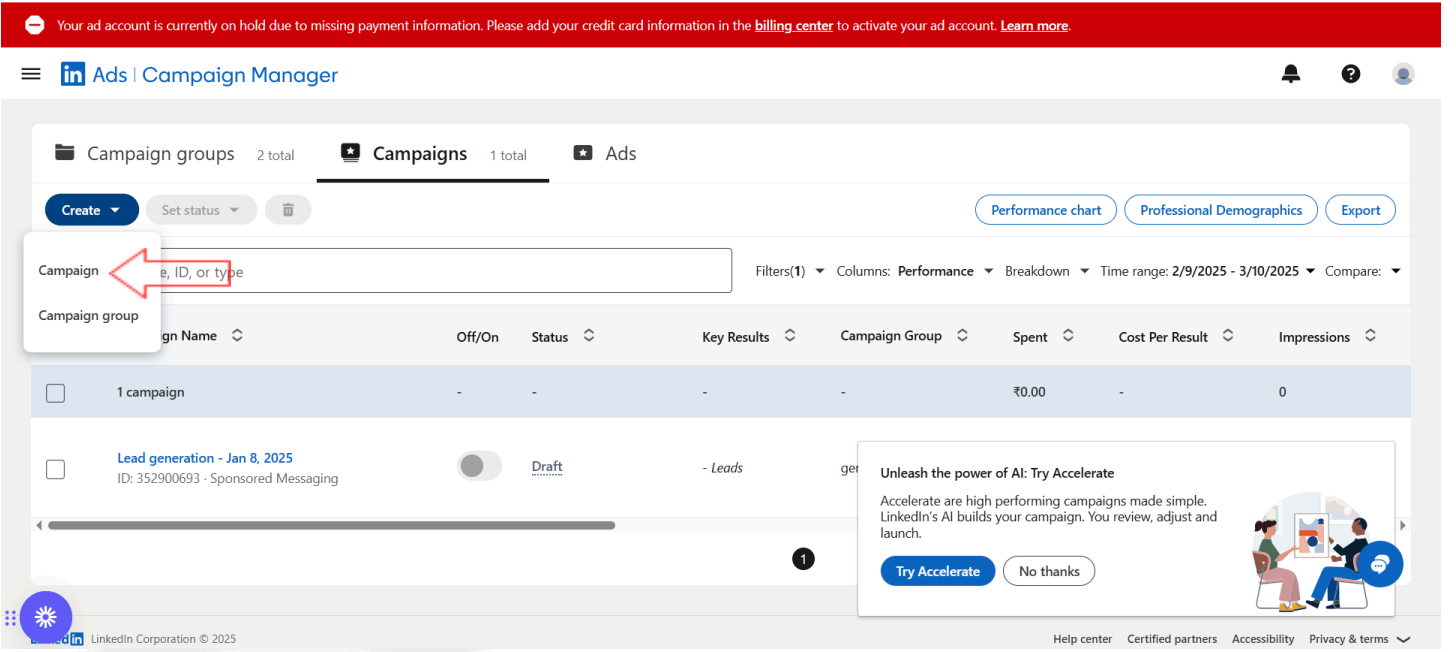 Your ad account is currently on hold due to missing payment information. Please add your credit card information in the billing center to activate your ad account. Learn more.
in Ads | Campaign Manager
Campaign groups 2 total Campaigns 1 total Ads
Create Set status Performance chart Professional Demographics Export
Campaign e, ID, or type Filters(1) Columns: Performance Breakdown Time range: 2/9/2025 - 3/10/2025 Compare:
Campaign group
gn Name Off/On Status Key Results Campaign Group Spent Cost Per Result Impressions
1 campaign - - - - ₹0.00 - 0
Lead generation - Jan 8, 2025
ID: 352900693 · Sponsored Messaging
Draft - Leads
Unleash the power of AI: Try Accelerate
Accelerate are high performing campaigns made simple.
LinkedIn's AI builds your campaign. You review, adjust and
launch.
Try Accelerate No thanks
1
in LinkedIn Corporation © 2025 Help center Certified partners Accessibility Privacy & terms